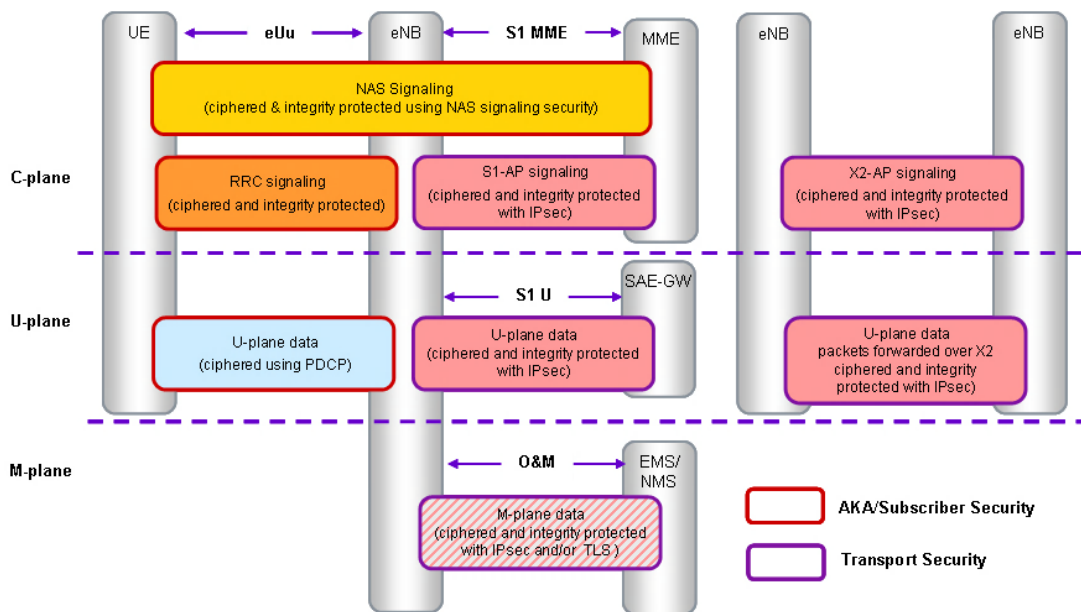 UE
eUu
eNB
S1 MME
MME
eNB
eNB
NAS Signaling
(ciphered & integrity protected using NAS signaling security)
C-plane
RRC signaling
(ciphered and integrity protected)
S1-AP signaling
(ciphered and integrity protected
with IPsec)
X2-AP signaling
(ciphered and integrity protected
with IPsec)
U-plane
S1 U
SAE-GW
U-plane data
(ciphered using PDCP)
U-plane data
(ciphered and integrity protected
with IPsec)
U-plane data
packets forwarded over X2
ciphered and integrity
protected with IPsec)
M-plane
O&M
EMS/
NMS
M-plane data
(ciphered and integrity protected
with IPsec and/or TLS )
AKA/Subscriber Security
Transport Security